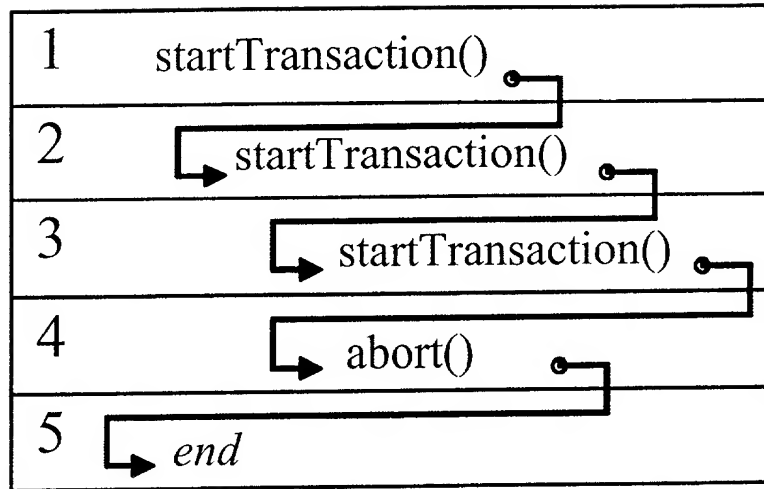 1 startTransaction()
2 startTransaction()
3 startTransaction()
4 abort()
5 end